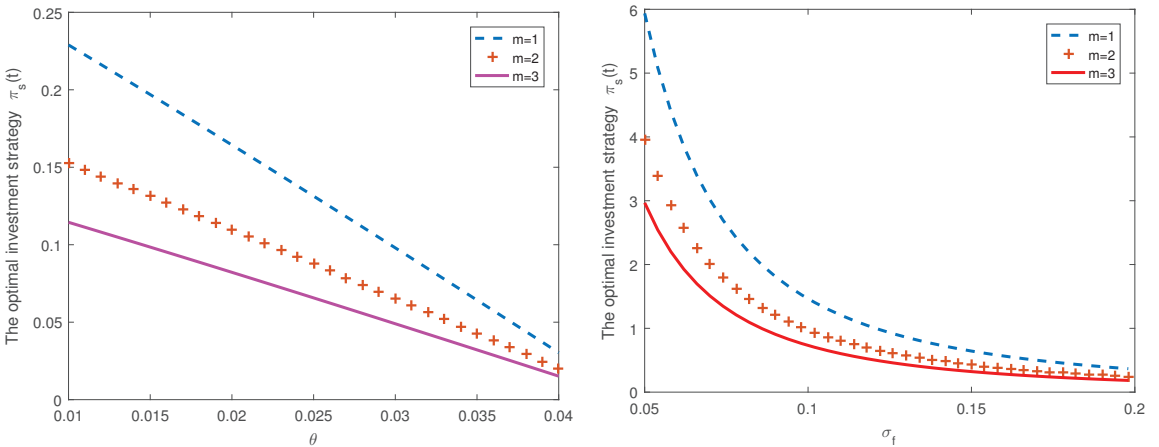 The optimal investment strategy π_s(t)
0.25
0.2
0.15
0.1
0.05
0
0.01 0.015 0.02 0.025 0.03 0.035 0.04
θ
m=1
m=2
m=3
The optimal investment strategy π_s(t)
6
5
4
3
2
1
0
0.05 0.1 0.15 0.2
σ_f
m=1
m=2
m=3